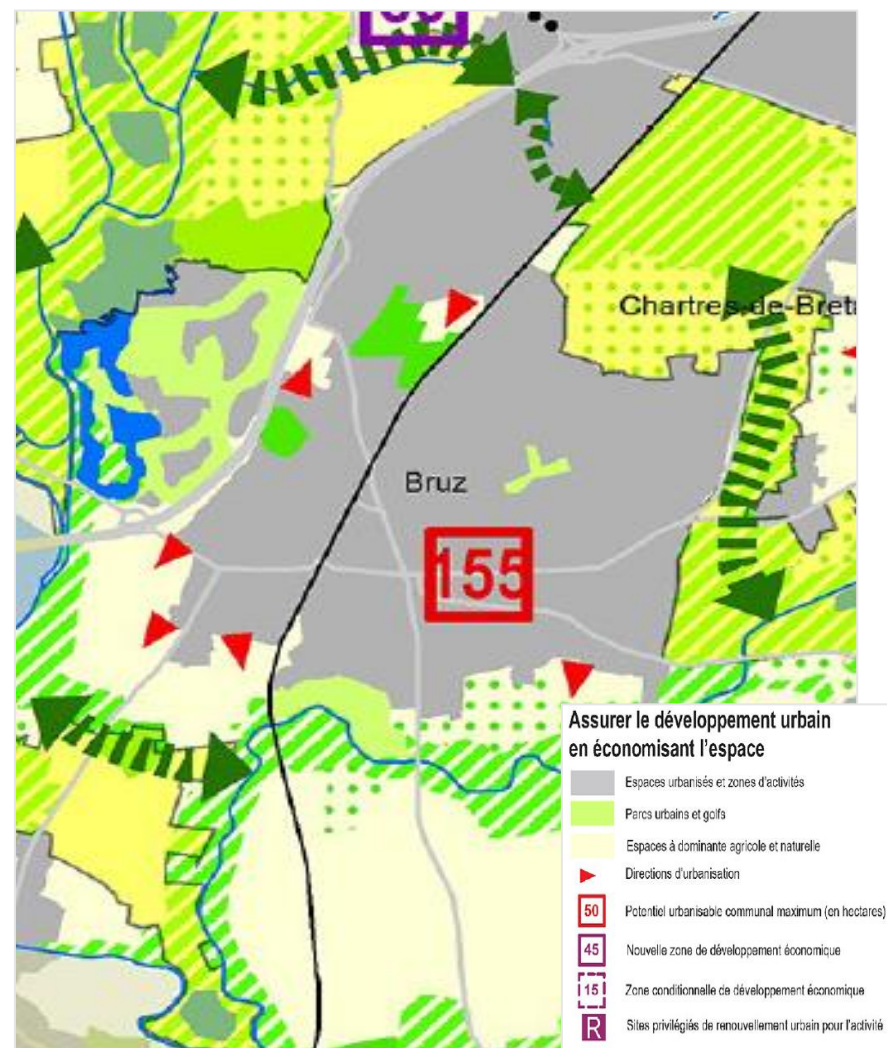 Chartres-de-Breta
Bruz
155
Assurer le développement urbain
en économisant l'espace
Espaces urbanisés et zones d'activités
Parcs urbains et golfs
Espaces à dominante agricole et naturelle
Directions d'urbanisation
50 Potentiel urbanisable communal maximum (en hectares)
45 Nouvelle zone de développement économique
15 Zone conditionnelle de développement économique
R Sites privilégiés de renouvellement urbain pour l'activité